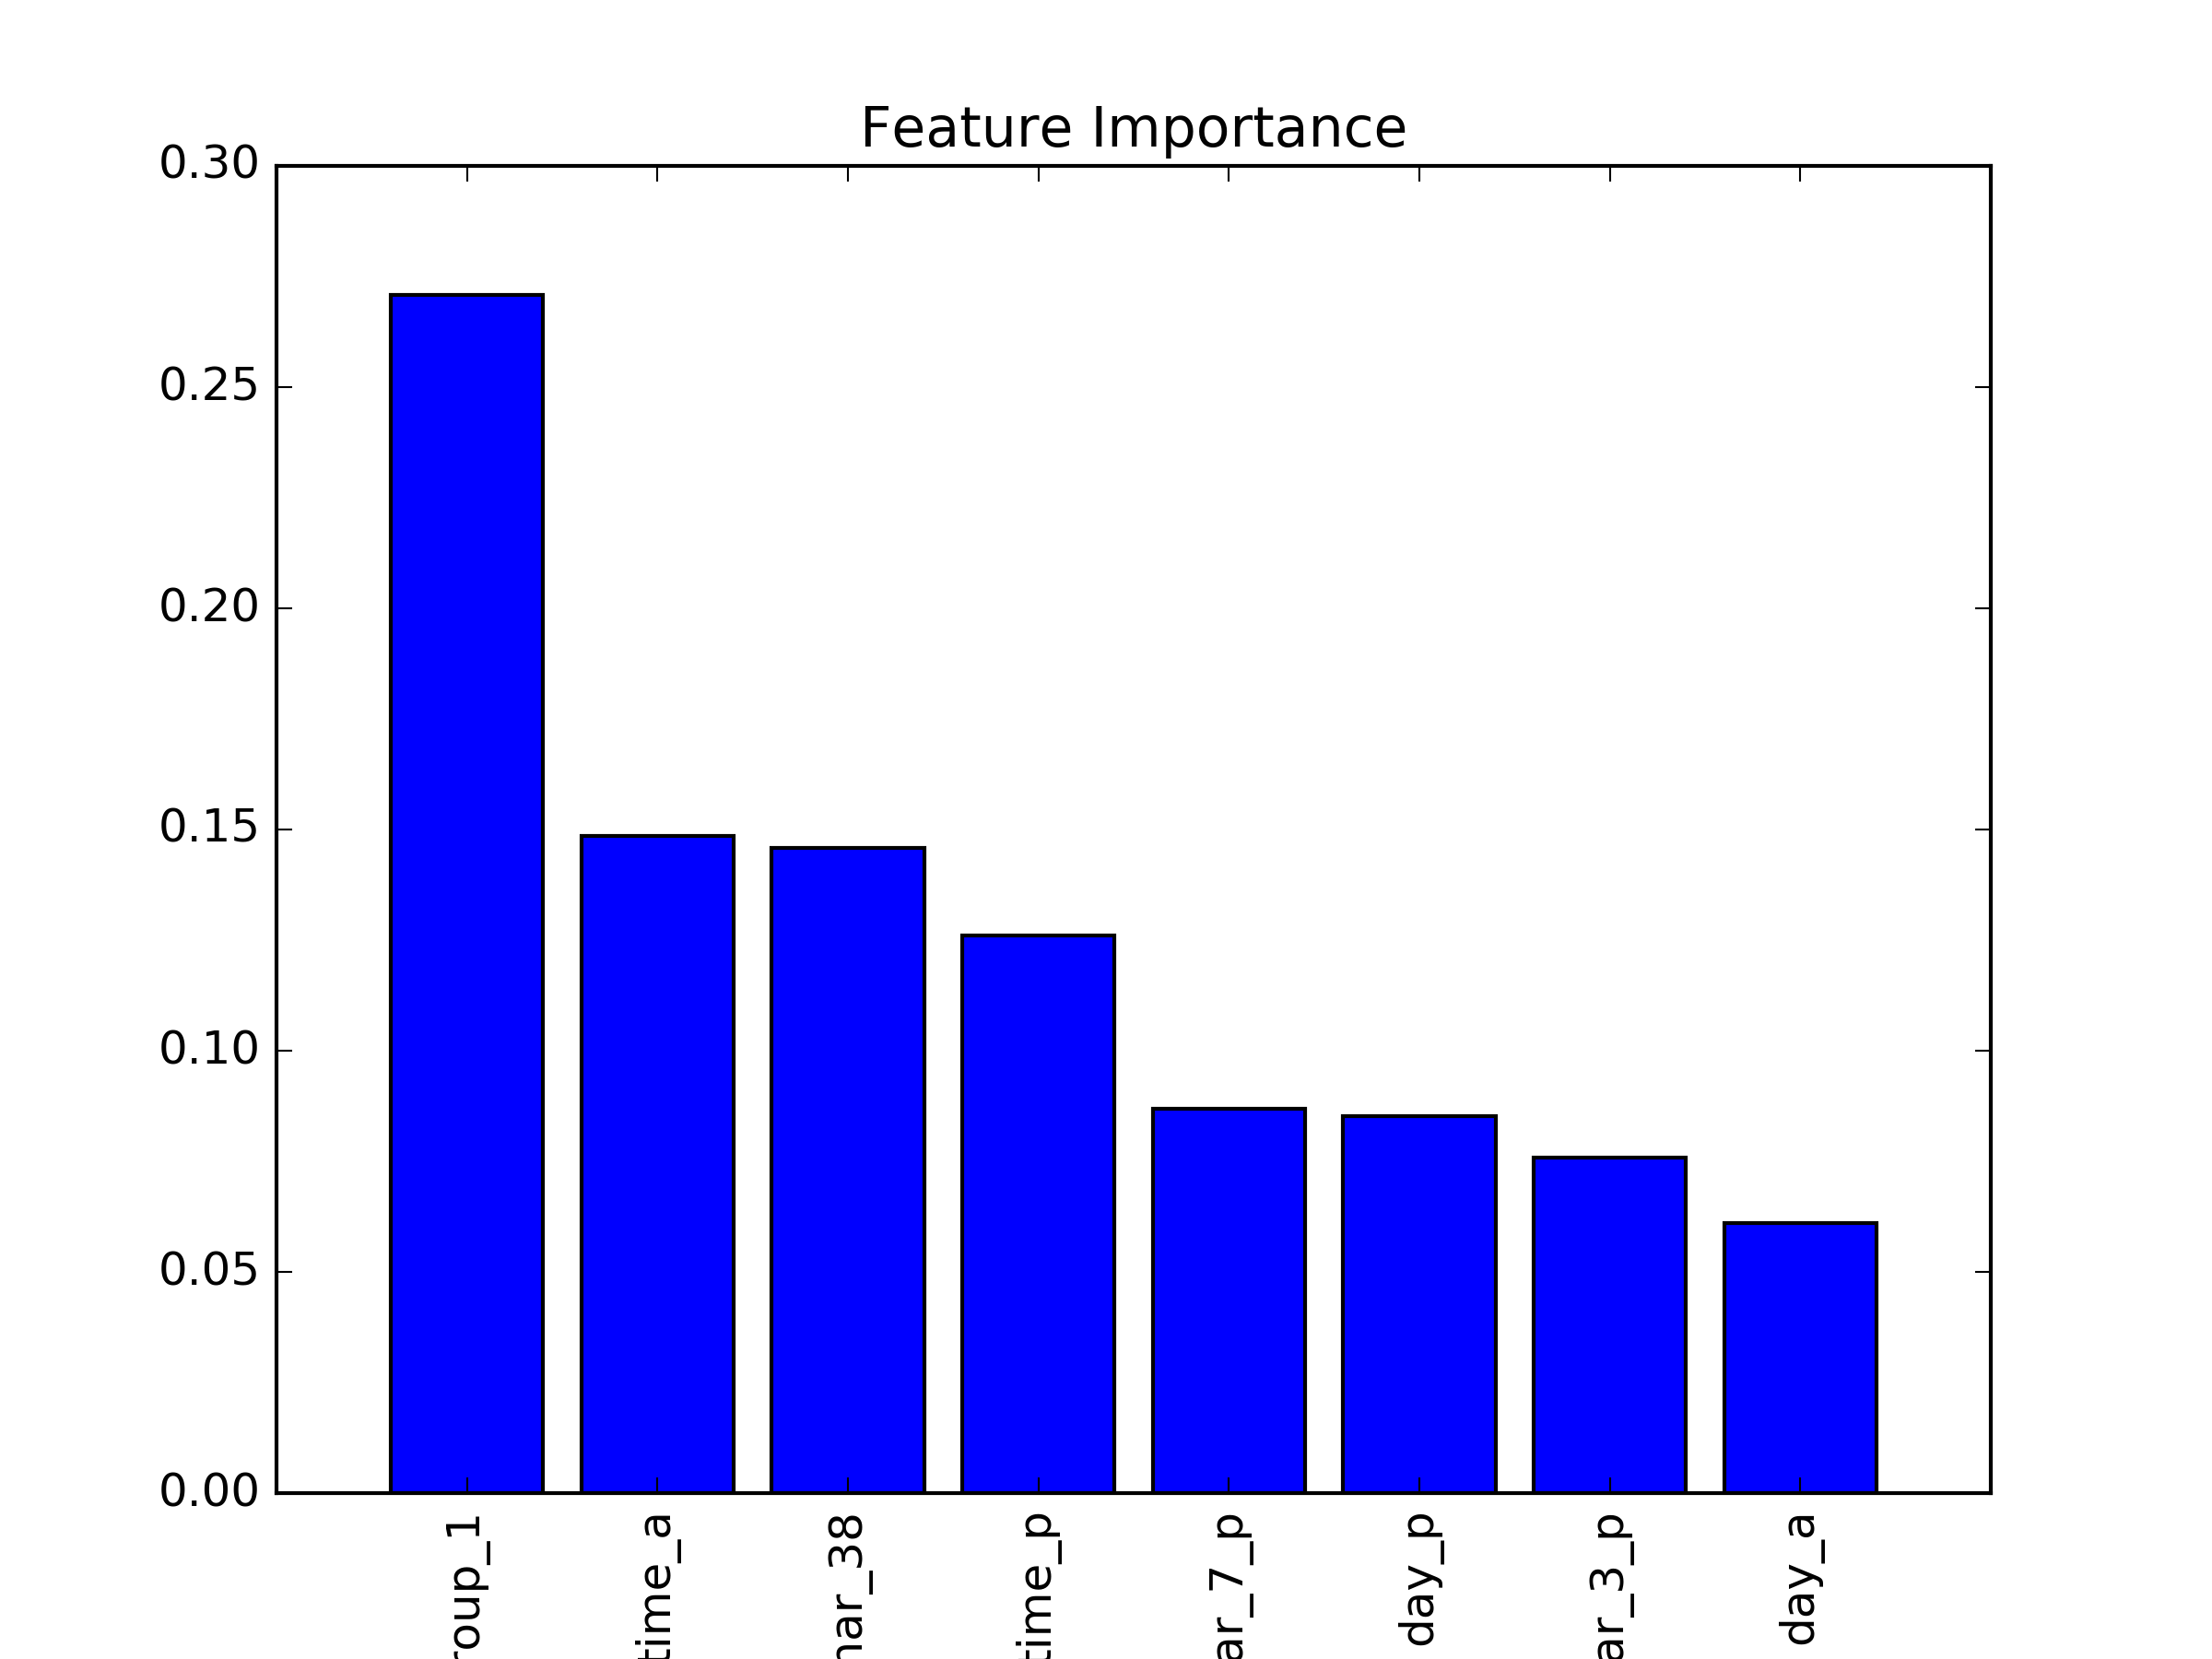 Feature Importance
0.30
0.25
0.20
0.15
0.10
0.05
0.00
roup_1
time_a
har_38
time_p
ar_7_p
day_p
ar_3_p
day_a